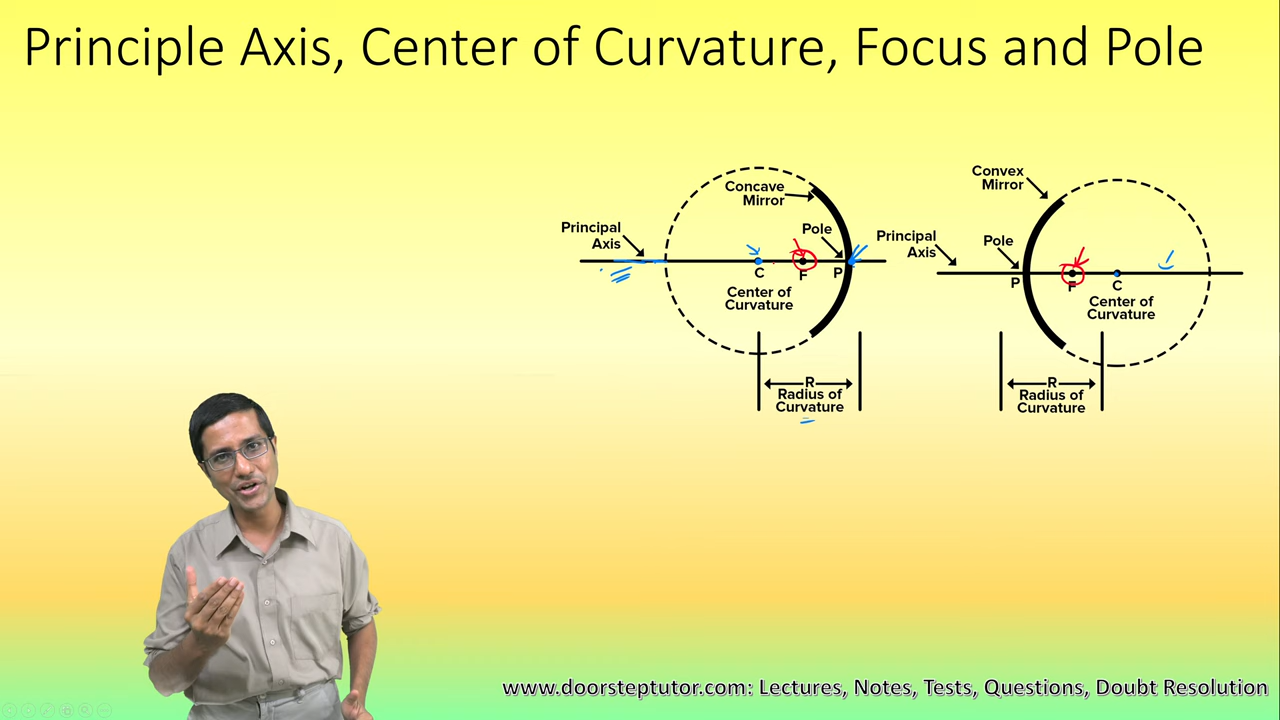 Principle Axis, Center of Curvature, Focus and Pole
Concave
Mirror
Principal
Axis
Pole
C
F
P
Center of
Curvature
R
Radius of
Curvature
Convex
Mirror
Principal
Axis
Pole
P
F
C
Center of
Curvature
R
Radius of
Curvature
www.doorsteptutor.com: Lectures, Notes, Tests, Questions, Doubt Resolution